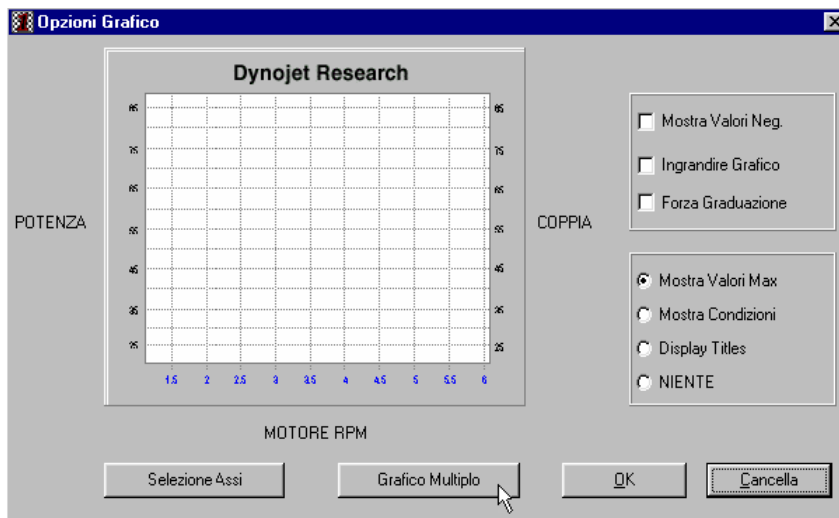 Opzioni Grafico
Dynojet Research
85 85
75 75
65 65
55 55
45 45
35 35
25 25
1.5 2 2.5 3 3.5 4 4.5 5 5.5 6
POTENZA
COPPIA
MOTORE RPM
Mostra Valori Neg.
Ingrandire Grafico
Forza Graduazione
Mostra Valori Max
Mostra Condizioni
Display Titles
NIENTE
Selezione Assi
Grafico Multiplo
OK
Cancella